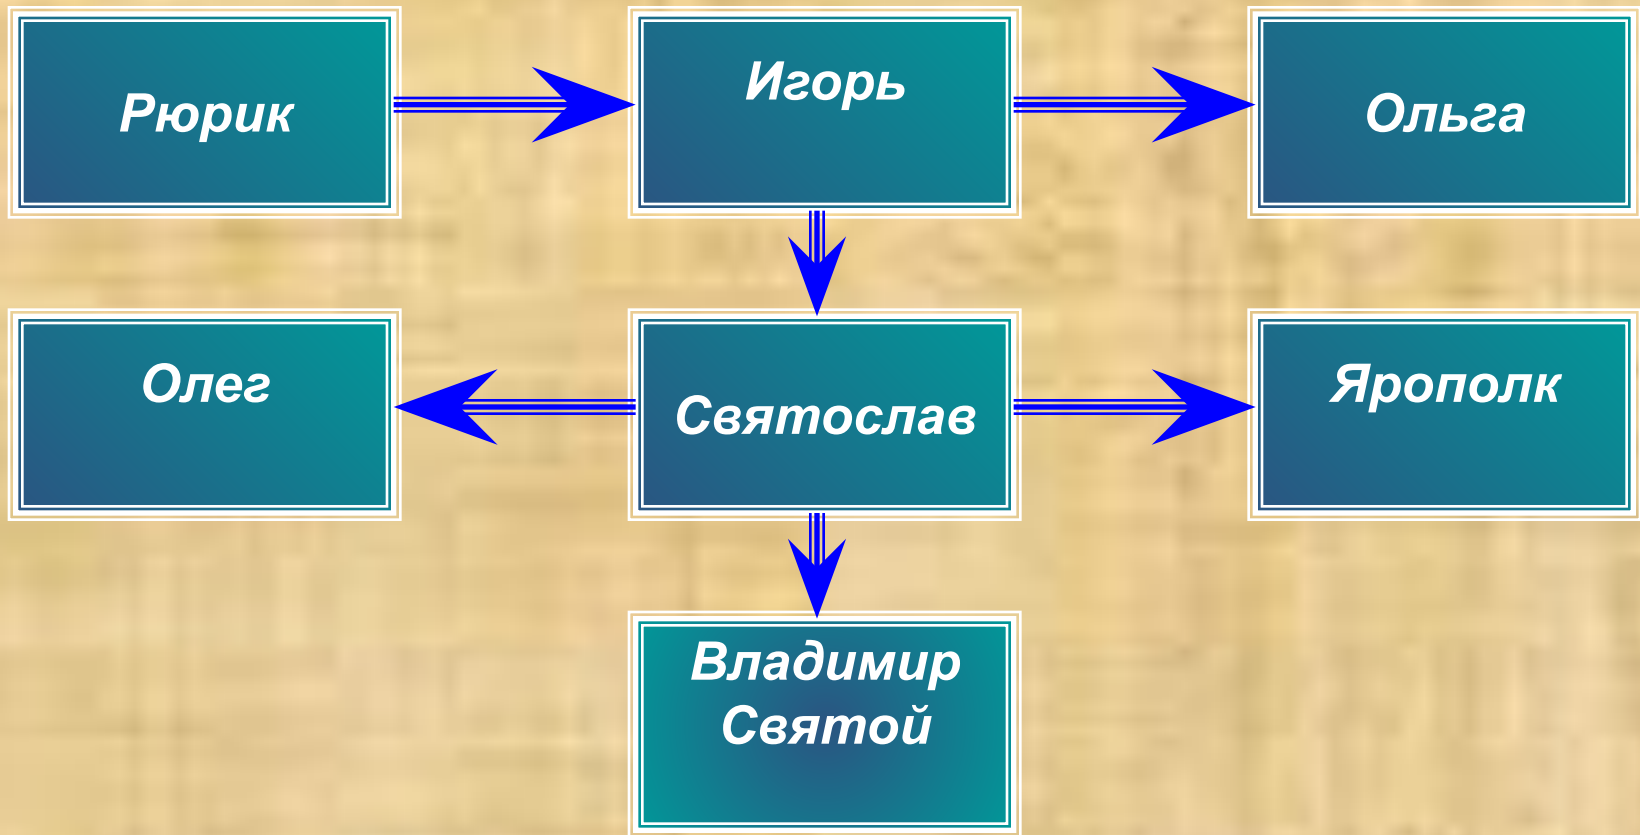 Рюрик
Игорь
Ольга
Олег
Святослав
Ярополк
Владимир
Святой